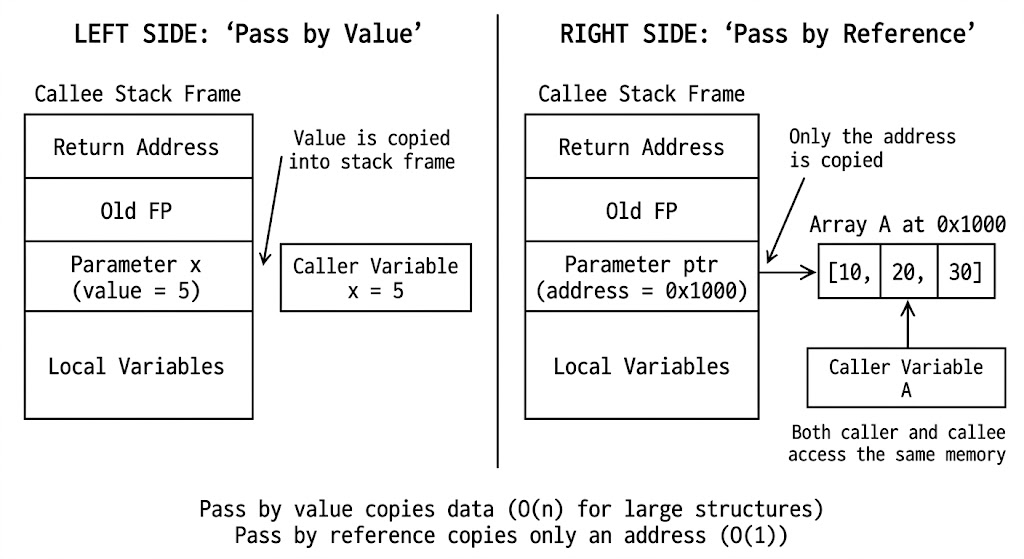 LEFT SIDE: ‘Pass by Value’
Callee Stack Frame
Return Address
Old FP
Parameter x
(value = 5)
Local Variables
Value is copied
into stack frame
Caller Variable
x = 5
RIGHT SIDE: ‘Pass by Reference’
Callee Stack Frame
Return Address
Old FP
Parameter ptr
(address = 0x1000)
Local Variables
Only the address
is copied
Array A at 0x1000
[10, 20, 30]
Caller Variable
A
Both caller and callee
access the same memory
Pass by value copies data (O(n) for large structures)
Pass by reference copies only an address (O(1))